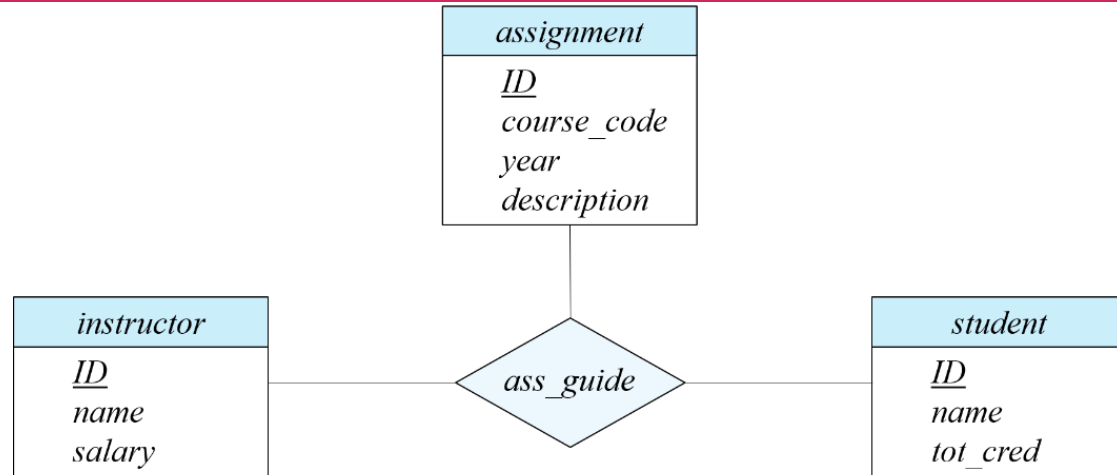 assignment
ID
course_code
year
description
instructor
ID
name
salary
ass_guide
student
ID
name
tot_cred